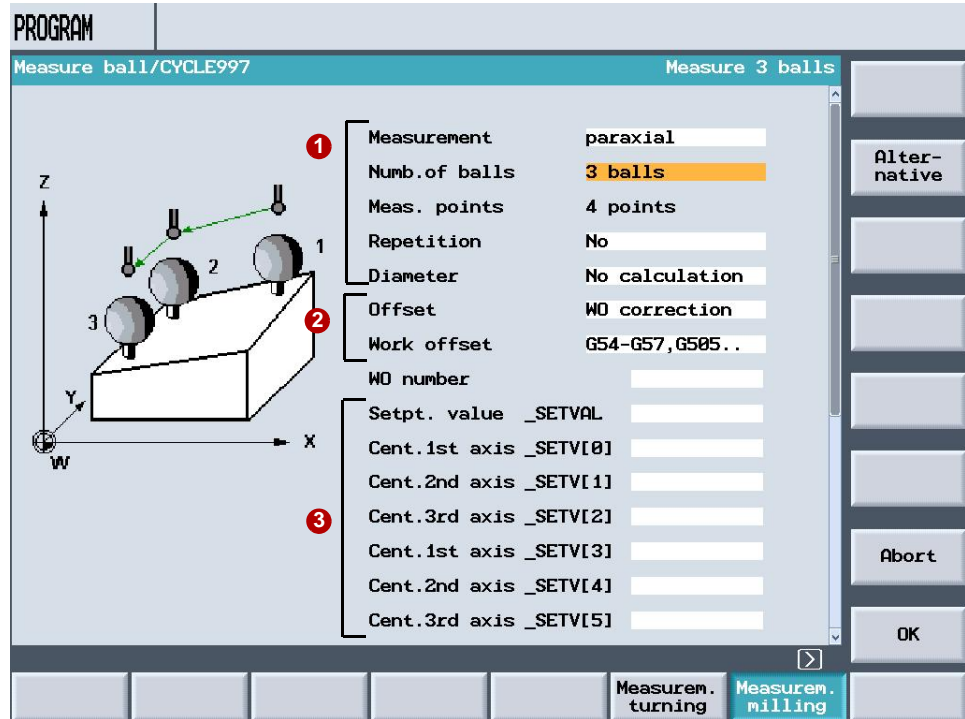 PROGRAM
Measure ball/CYCLE997 Measure 3 balls
1 Measurement paraxial
Numb.of balls 3 balls
Meas. points 4 points
Repetition No
Diameter No calculation
2 Offset WO correction
Work offset G54-G57,G505..
WO number
3 Setpt. value _SETVAL
Cent.1st axis _SETV[0]
Cent.2nd axis _SETV[1]
Cent.3rd axis _SETV[2]
Cent.1st axis _SETV[3]
Cent.2nd axis _SETV[4]
Cent.3rd axis _SETV[5]
Z
1
2
3
Y
X
W
Alter-
native
Abort
OK
Measurem.
turning
Measurem.
milling